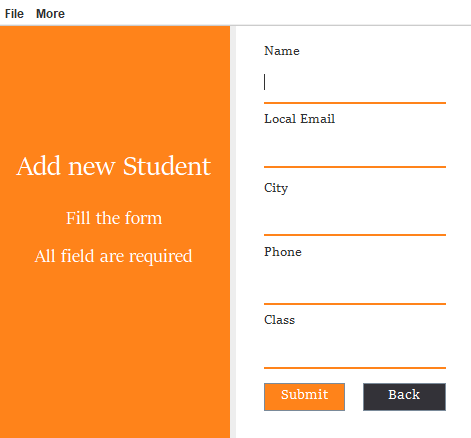 File More
Add new Student
Fill the form
All field are required
Name
Local Email
City
Phone
Class
Submit Back